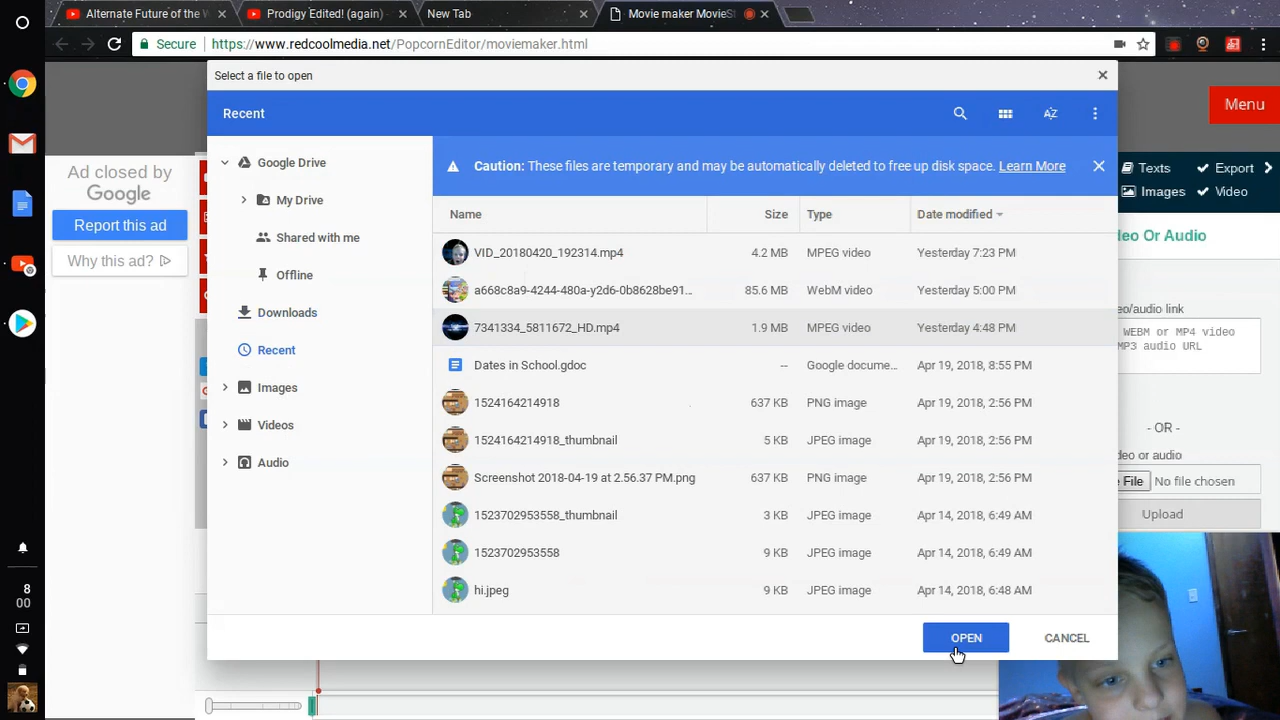 Alternate Future of the W
Prodigy Edited! (again) -
New Tab
Movie maker MovieSt
Secure
https://www.redcoolmedia.net/PopcornEditor/moviemaker.html
Select a file to open
Recent
Menu
Ad closed by
Google
Report this ad
Why this ad?
Google Drive
My Drive
Shared with me
Offline
Downloads
Recent
Images
Videos
Audio
Caution: These files are temporary and may be automatically deleted to free up disk space. Learn More
Name Size Type Date modified
VID_20180420_192314.mp4 4.2 MB MPEG video Yesterday 7:23 PM
a668c8a9-4244-480a-y2d6-0b8628be91... 85.6 MB WebM video Yesterday 5:00 PM
7341334_5811672_HD.mp4 1.9 MB MPEG video Yesterday 4:48 PM
Dates in School.gdoc -- Google docume... Apr 19, 2018, 8:55 PM
1524164214918 637 KB PNG image Apr 19, 2018, 2:56 PM
1524164214918_thumbnail 5 KB JPEG image Apr 19, 2018, 2:56 PM
Screenshot 2018-04-19 at 2.56.37 PM.png 637 KB PNG image Apr 19, 2018, 2:56 PM
1523702953558_thumbnail 3 KB JPEG image Apr 14, 2018, 6:49 AM
1523702953558 9 KB JPEG image Apr 14, 2018, 6:49 AM
hi.jpeg 9 KB JPEG image Apr 14, 2018, 6:48 AM
OPEN
CANCEL
Texts Export
Images Video
eo Or Audio
eo/audio link
WEBM or MP4 video
MP3 audio URL
- OR -
eo or audio
File No file chosen
Upload
8
00